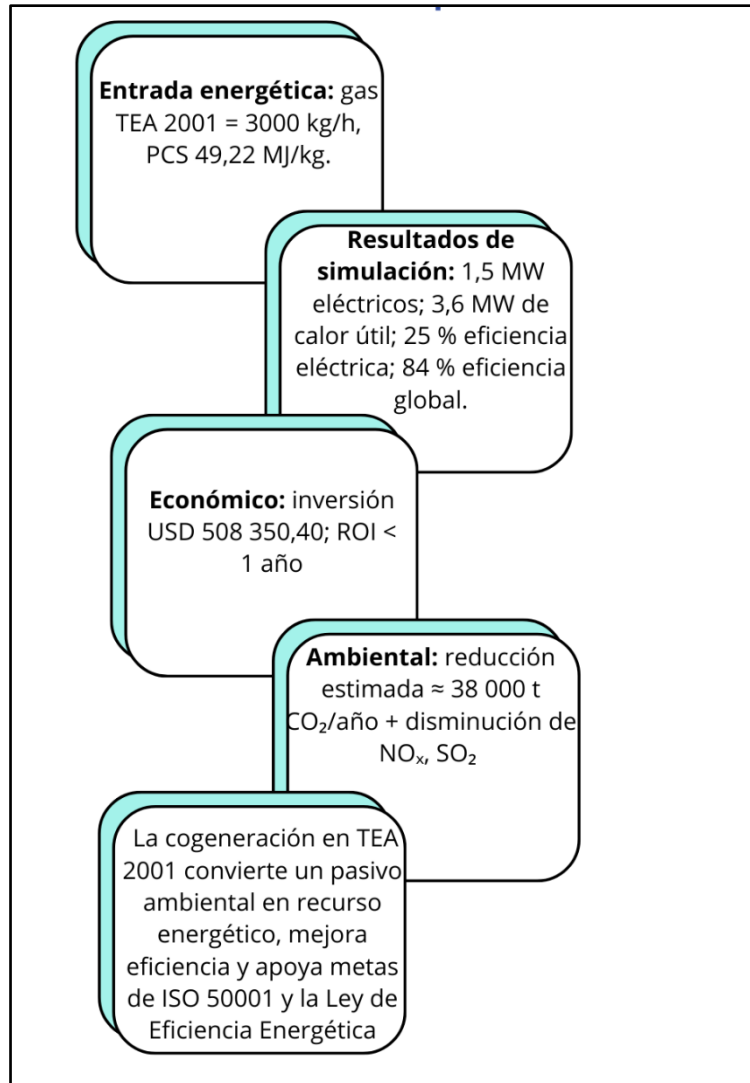 Entrada energética: gas
TEA 2001 = 3000 kg/h,
PCS 49,22 MJ/kg.
Resultados de
simulación: 1,5 MW
eléctricos; 3,6 MW de
calor útil; 25 % eficiencia
eléctrica; 84 % eficiencia
global.
Económico: inversión
USD 508 350,40; ROI <
1 año
Ambiental: reducción
estimada ≈ 38 000 t
CO₂/año + disminución de
NOₓ, SO₂
La cogeneración en TEA
2001 convierte un pasivo
ambiental en recurso
energético, mejora
eficiencia y apoya metas
de ISO 50001 y la Ley de
Eficiencia Energética